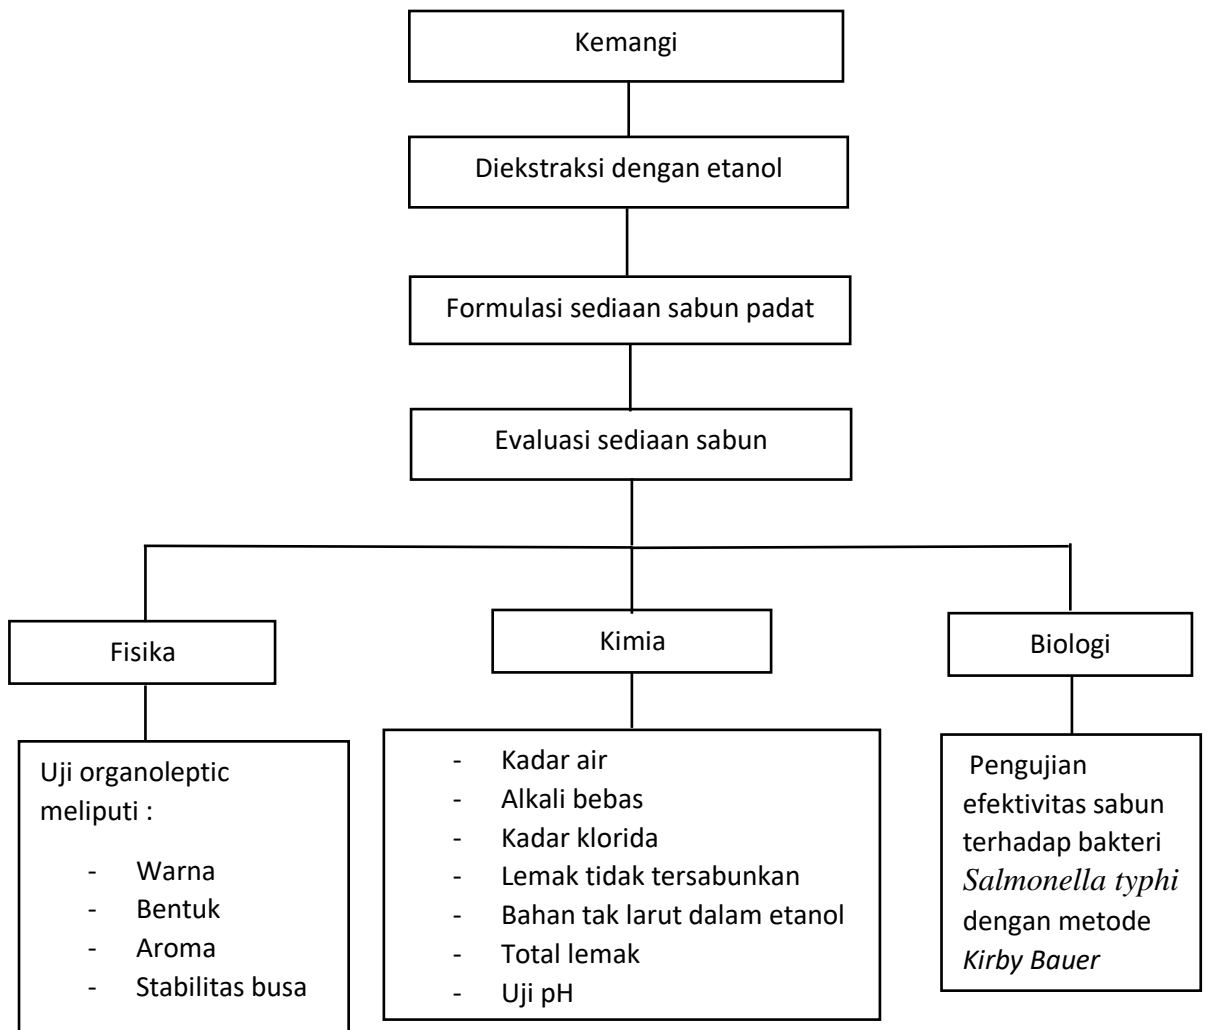 Kemangi
Diekstraksi dengan etanol
Formulasi sediaan sabun padat
Evaluasi sediaan sabun
Fisika
Kimia
Biologi
Uji organoleptic
meliputi :
- Warna
- Bentuk
- Aroma
- Stabilitas busa
- Kadar air
- Alkali bebas
- Kadar klorida
- Lemak tidak tersabunkan
- Bahan tak larut dalam etanol
- Total lemak
- Uji pH
Pengujian
efektivitas sabun
terhadap bakteri
Salmonella typhi
dengan metode
Kirby Bauer